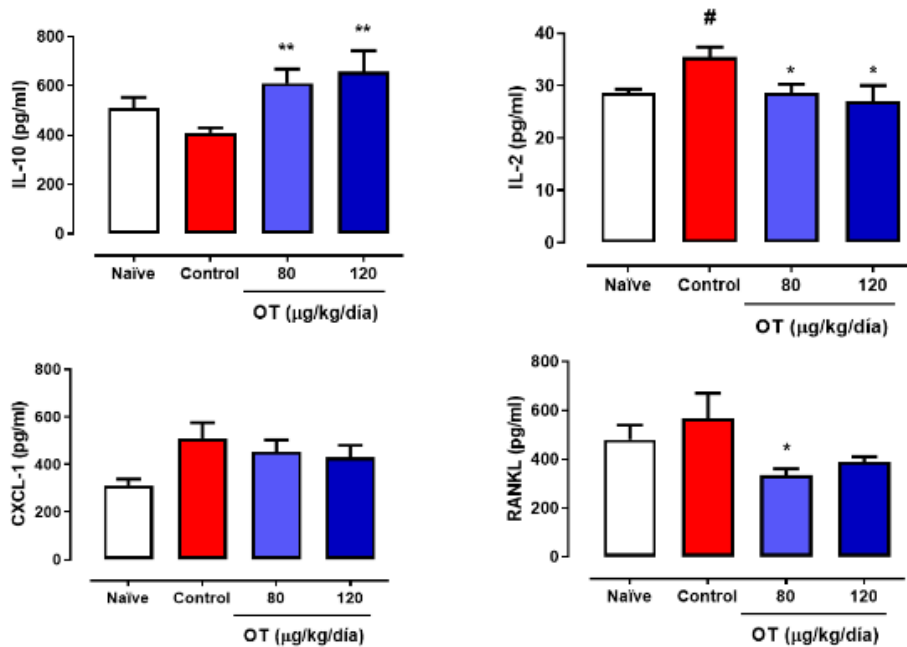 IL-10 (pg/ml)
800
600
400
200
0
** **
Naïve Control 80 120
OT (µg/kg/día)
IL-2 (pg/ml)
40
30
20
10
0
# * *
Naïve Control 80 120
OT (µg/kg/día)
CXCL-1 (pg/ml)
800
600
400
200
0
Naïve Control 80 120
OT (µg/kg/día)
RANKL (pg/ml)
800
600
400
200
0
*
Naïve Control 80 120
OT (µg/kg/día)